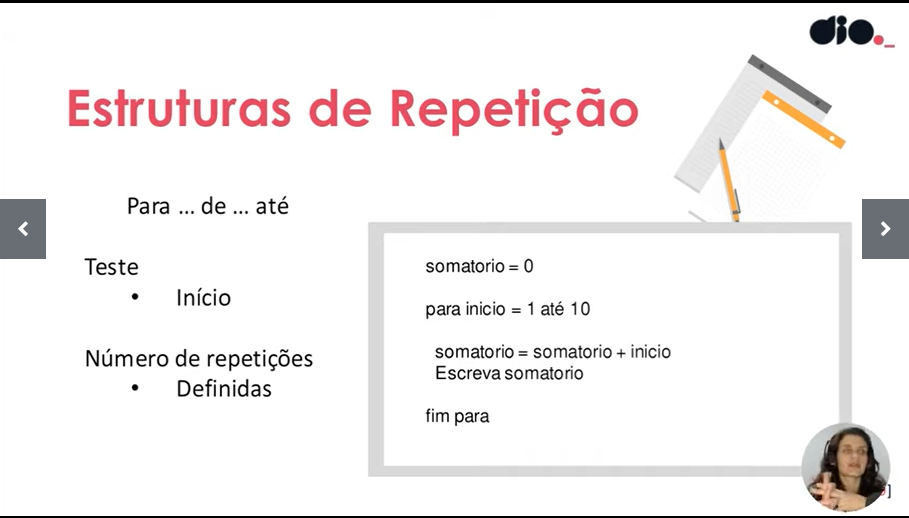 dio._
Estruturas de Repetição
Para ... de ... até
Teste
• Início
Número de repetições
• Definidas
somatorio = 0
para inicio = 1 até 10
somatorio = somatorio + inicio
Escreva somatorio
fim para
]